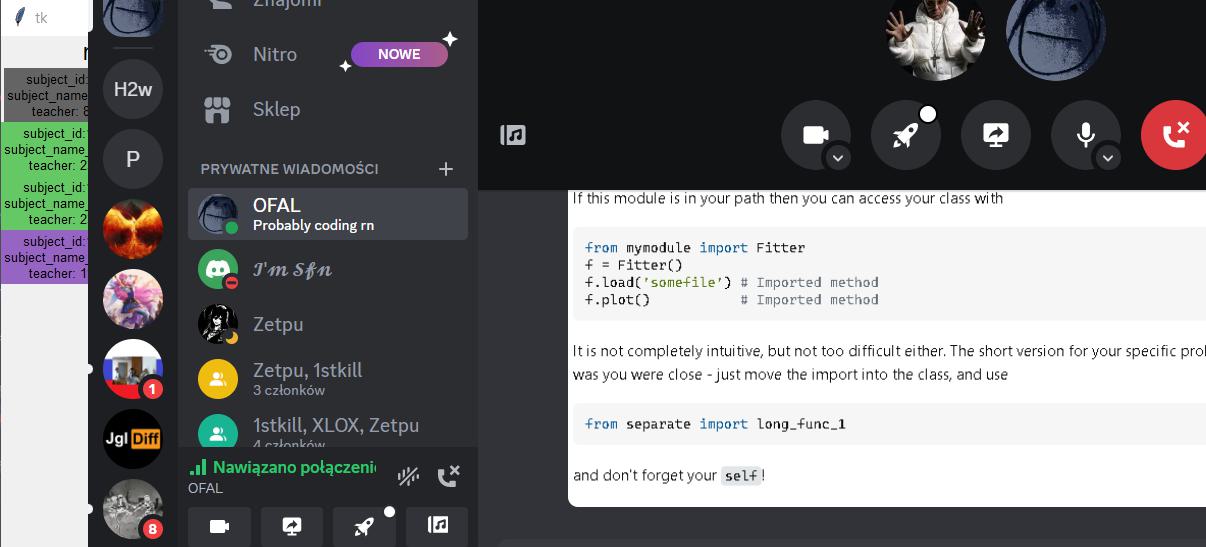 tk
subject_id:
subject_name_
teacher: 8
subject_id:
subject_name_
teacher: 2
subject_id:
subject_name_
teacher: 2
subject_id:
subject_name_
teacher: 1
H2w
P
1
Jgl Diff
8
Znajomi
Nitro
NOWE
Sklep
PRYWATNE WIADOMOŚCI
OFAL
Probably coding rn
I'm Sfn
Zetpu
Zetpu, 1stkill
3 członków
1stkill, XLOX, Zetpu
4 członków
Nawiązano połączeni
OFAL
If this module is in your path then you can access your class with
from mymodule import Fitter
f = Fitter()
f.load('somefile') # Imported method
f.plot() # Imported method
It is not completely intuitive, but not too difficult either. The short version for your specific prol
was you were close - just move the import into the class, and use
from separate import long_func_1
and don't forget your self!